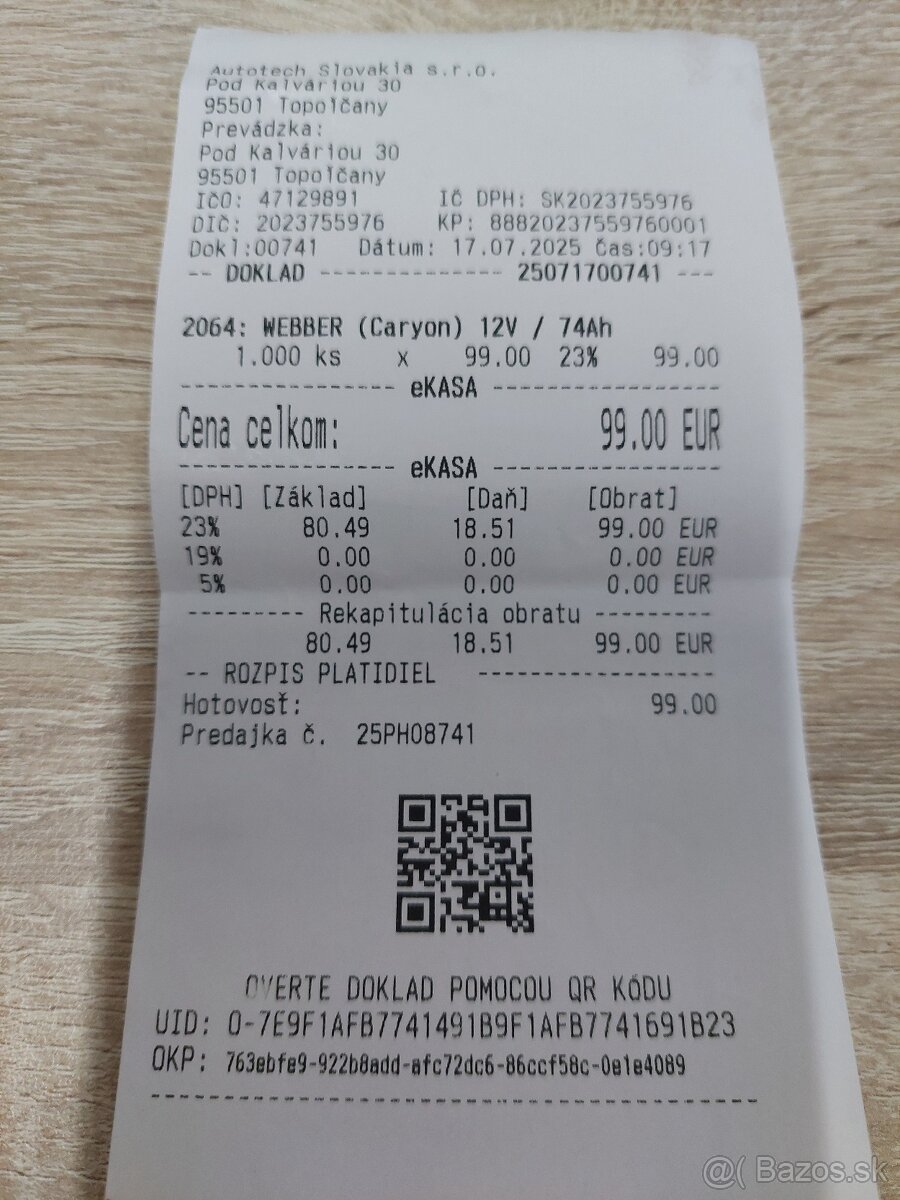 Autotech Slovakia s.r.o.
Pod Kalváriou 30
95501 Topoľčany
Prevádzka:
Pod Kalváriou 30
95501 Topoľčany
IČO: 47129891 IČ DPH: SK2023755976
DIČ: 2023755976 KP: 88820237559760001
Dokl:00741 Dátum: 17.07.2025 Čas:09:17
-- DOKLAD -------------- 25071700741 ---
2064: WEBBER (Caryon) 12V / 74Ah
1.000 ks x 99.00 23% 99.00
---------------- eKASA -----------------
Cena celkom: 99.00 EUR
---------------- eKASA -----------------
[DPH] [Základ] [Daň] [Obrat]
23% 80.49 18.51 99.00 EUR
19% 0.00 0.00 0.00 EUR
5% 0.00 0.00 0.00 EUR
--------- Rekapitulácia obratu ---------
80.49 18.51 99.00 EUR
-- ROZPIS PLATIDIEL ------------------
Hotovosť: 99.00
Predajka č. 25PH08741
OVERTE DOKLAD POMOCOU QR KÓDU
UID: O-7E9F1AFB7741491B9F1AFB7741691B23
OKP: 763ebfe9-922b8add-afc72dc6-86ccf58c-0e1e4089
----------------------------------------
@( Bazos.sk